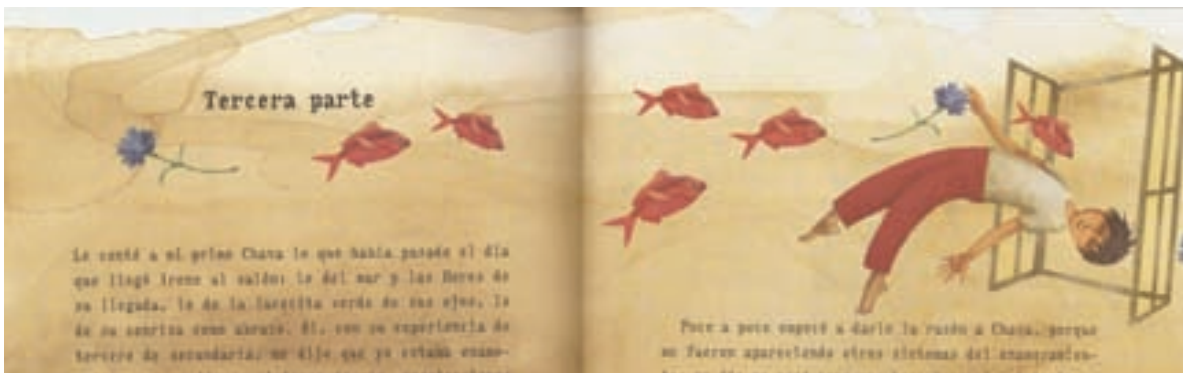 Tercera parte
Le conté a mi primo Chava lo que había pasado el día
que llegó Irene al salón: lo del mar y las flores de
su llegada, lo de la lucecita verde de sus ojos, lo
de su sonrisa como abrazo. Él, con su experiencia de
tercero de secundaria, me dijo que yo estaba enamo-
Poco a poco empecé a darle la razón a Chava, porque
me fueron apareciendo otros síntomas del enamoramien-